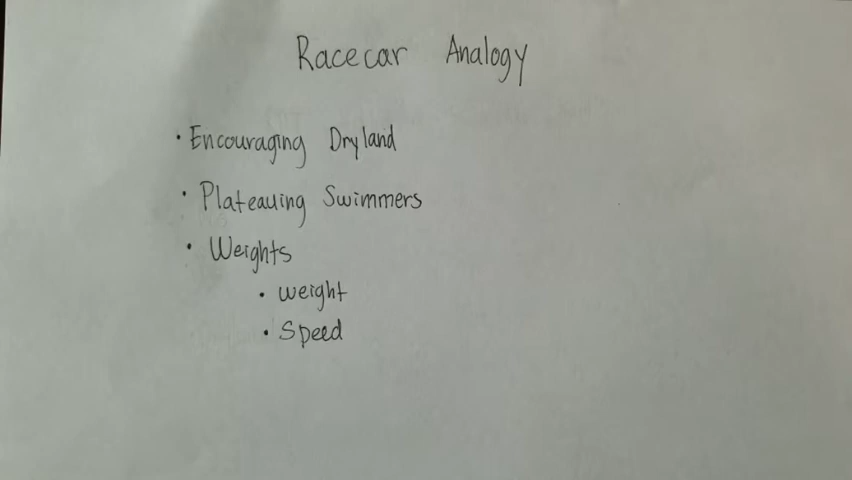 Racecar Analogy
• Encouraging Dryland
• Plateauing Swimmers
• Weights
• weight
• Speed